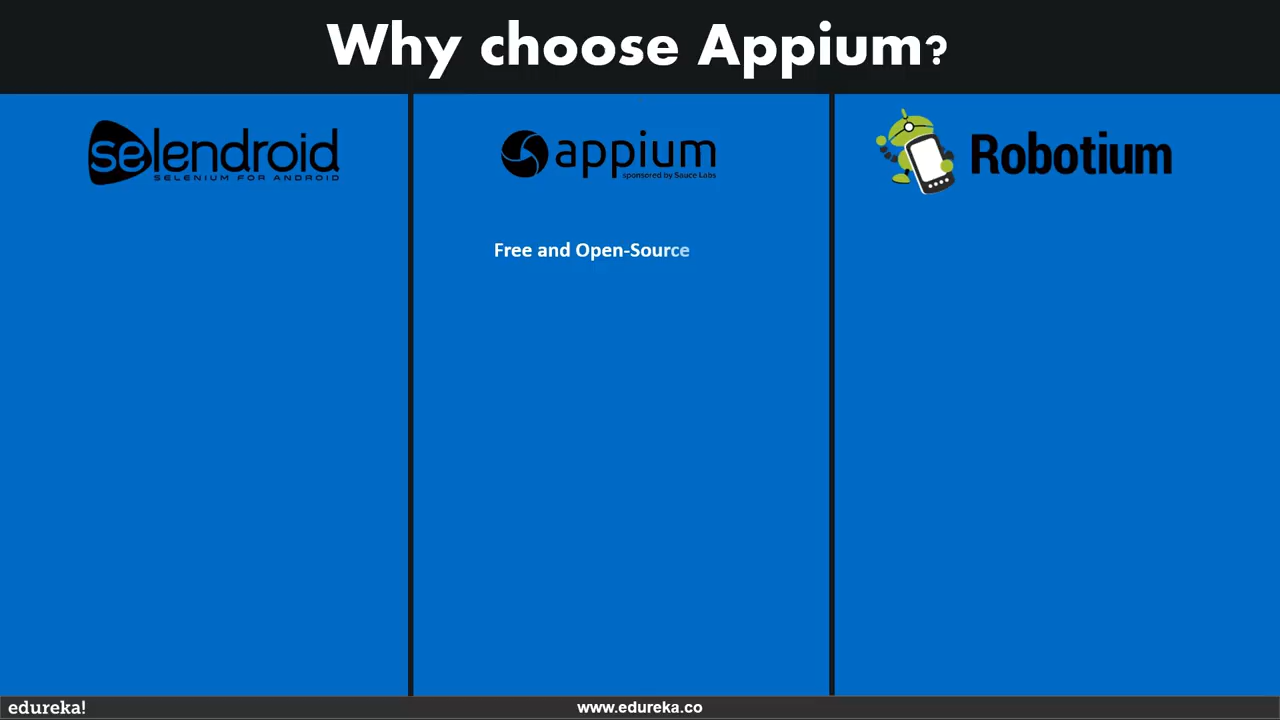 Why choose Appium?
selendroid
SELENIUM FOR ANDROID
appium
sponsored by Sauce Labs
Robotium
Free and Open-Source
edureka!
www.edureka.co